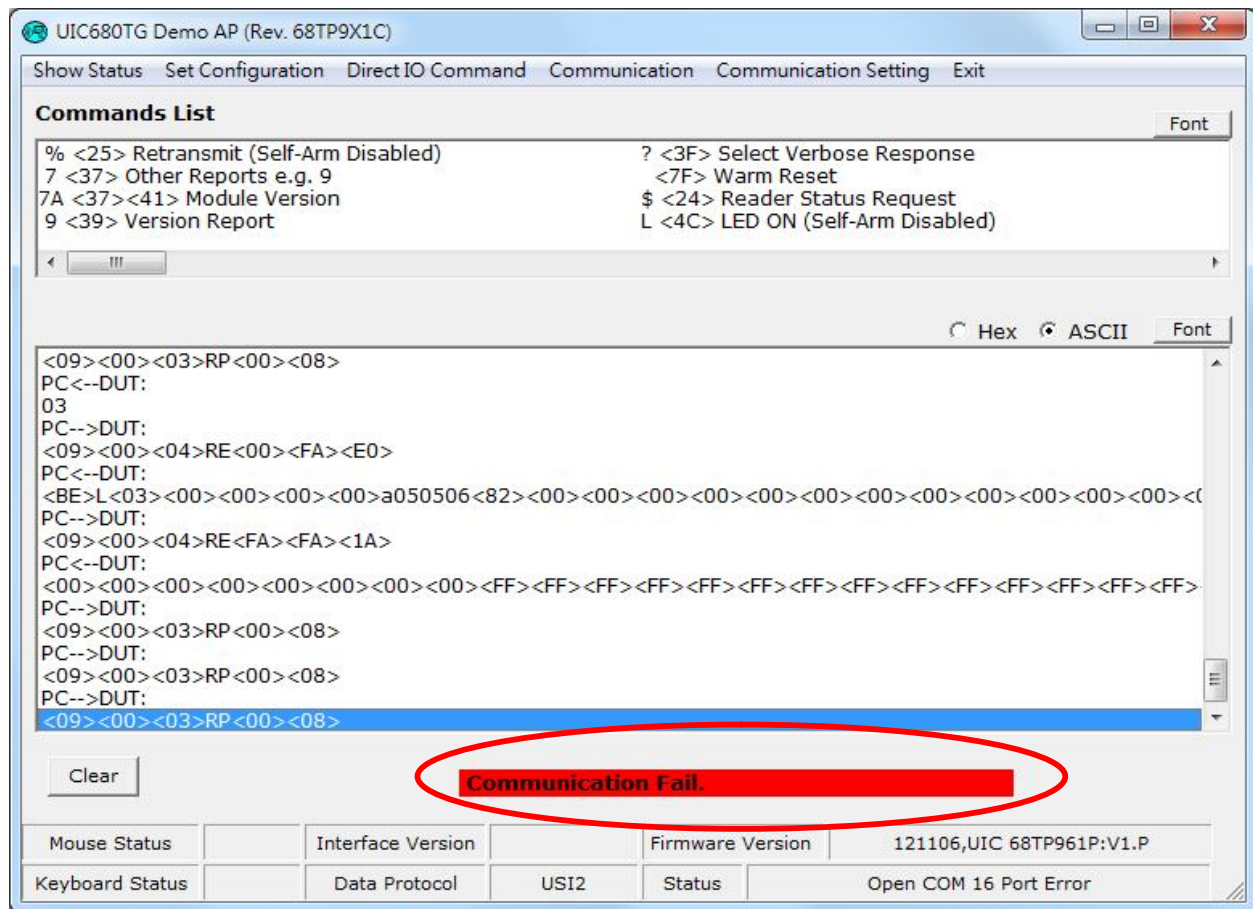 UIC680TG Demo AP (Rev. 68TP9X1C)
Show Status Set Configuration Direct IO Command Communication Communication Setting Exit
Commands List
Font
% <25> Retransmit (Self-Arm Disabled) ? <3F> Select Verbose Response
7 <37> Other Reports e.g. 9 <7F> Warm Reset
7A <37><41> Module Version $ <24> Reader Status Request
9 <39> Version Report L <4C> LED ON (Self-Arm Disabled)
Hex ASCII Font
<09><00><03>RP<00><08>
PC<--DUT:
03
PC-->DUT:
<09><00><04>RE<00><FA><E0>
PC<--DUT:
<BE>L<03><00><00><00><00>a050506<82><00><00><00><00><00><00><00><00><00><00><00><00><
PC-->DUT:
<09><00><04>RE<FA><FA><1A>
PC<--DUT:
<00><00><00><00><00><00><00><00><FF><FF><FF><FF><FF><FF><FF><FF><FF><FF><FF><FF><FF>
PC-->DUT:
<09><00><03>RP<00><08>
PC-->DUT:
<09><00><03>RP<00><08>
PC-->DUT:
<09><00><03>RP<00><08>
Clear
Communication Fail.
Mouse Status Interface Version Firmware Version 121106,UIC 68TP961P:V1.P
Keyboard Status Data Protocol USI2 Status Open COM 16 Port Error